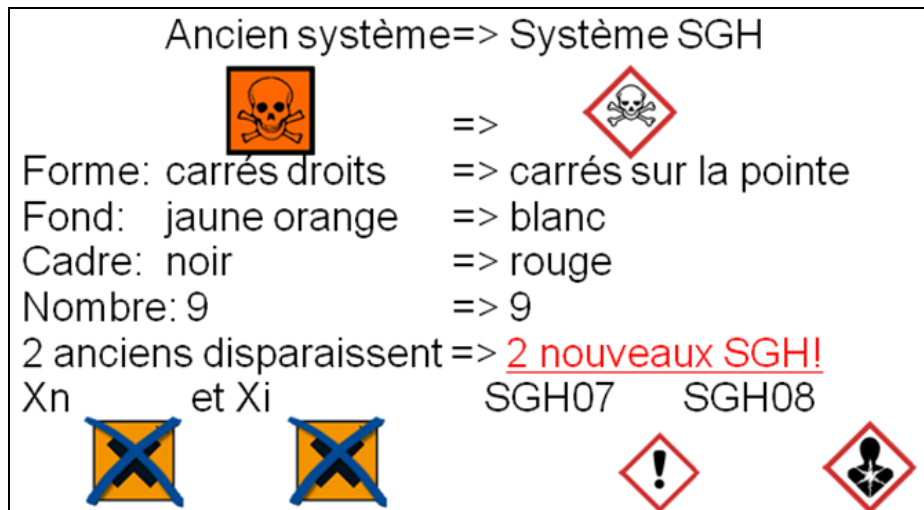 Ancien système=> Système SGH
=>
Forme: carrés droits => carrés sur la pointe
Fond: jaune orange => blanc
Cadre: noir => rouge
Nombre: 9 => 9
2 anciens disparaissent => 2 nouveaux SGH!
Xn et Xi SGH07 SGH08